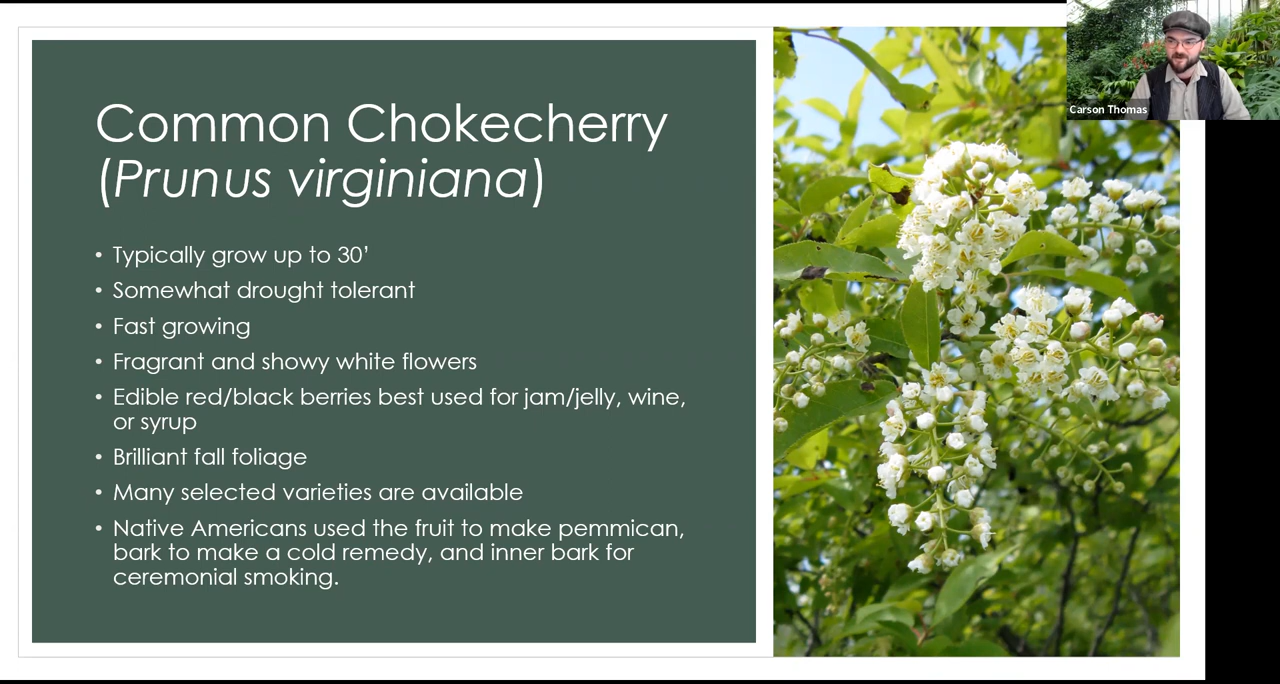 Common Chokecherry
(Prunus virginiana)
• Typically grow up to 30’
• Somewhat drought tolerant
• Fast growing
• Fragrant and showy white flowers
• Edible red/black berries best used for jam/jelly, wine,
or syrup
• Brilliant fall foliage
• Many selected varieties are available
• Native Americans used the fruit to make pemmican,
bark to make a cold remedy, and inner bark for
ceremonial smoking.
Carson Thomas